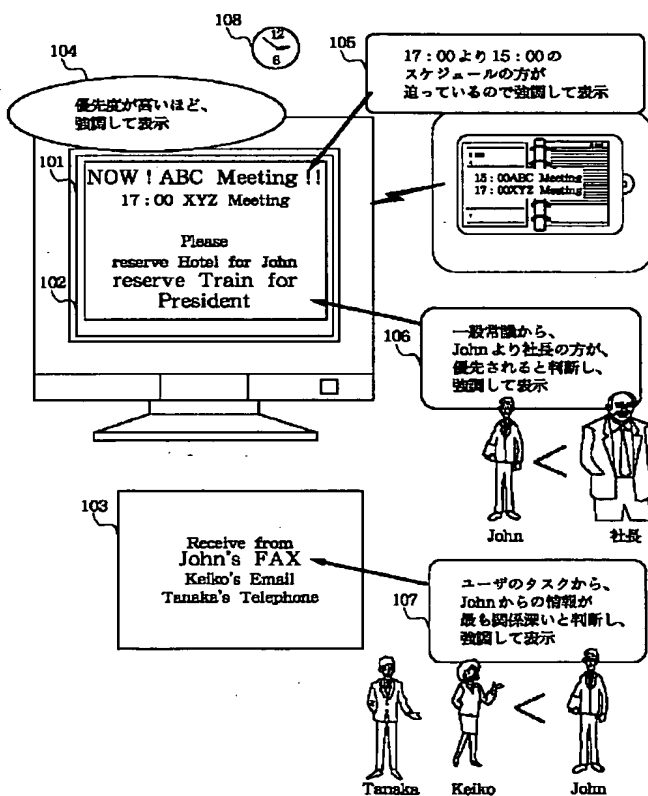 108
12
6
104
105
優先度が高いほど、
強調して表示
17:00より15:00の
スケジュールの方が
迫っているので強調して表示
101
NOW ! ABC Meeting !!
17:00 XYZ Meeting
Please
reserve Hotel for John
reserve Train for
President
102
15:00ABC Meeting
17:00XYZ Meeting
106
一般常識から、
Johnより社長の方が、
優先されると判断し、
強調して表示
<
John
社長
103
Receive from
John's FAX
Keiko's Email
Tanaka's Telephone
107
ユーザのタスクから、
Johnからの情報が
最も関係深いと判断し、
強調して表示
<
Tanaka
Keiko
John